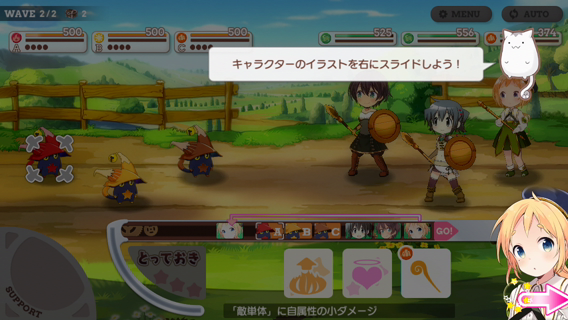 WAVE 2/2 2
MENU
AUTO
500 500 500 525 556 374
A B C
キャラクターのイラストを右にスライドしよう！
A B C GO!
とっておき
SUPPORT
「敵単体」に自属性の小ダメージ